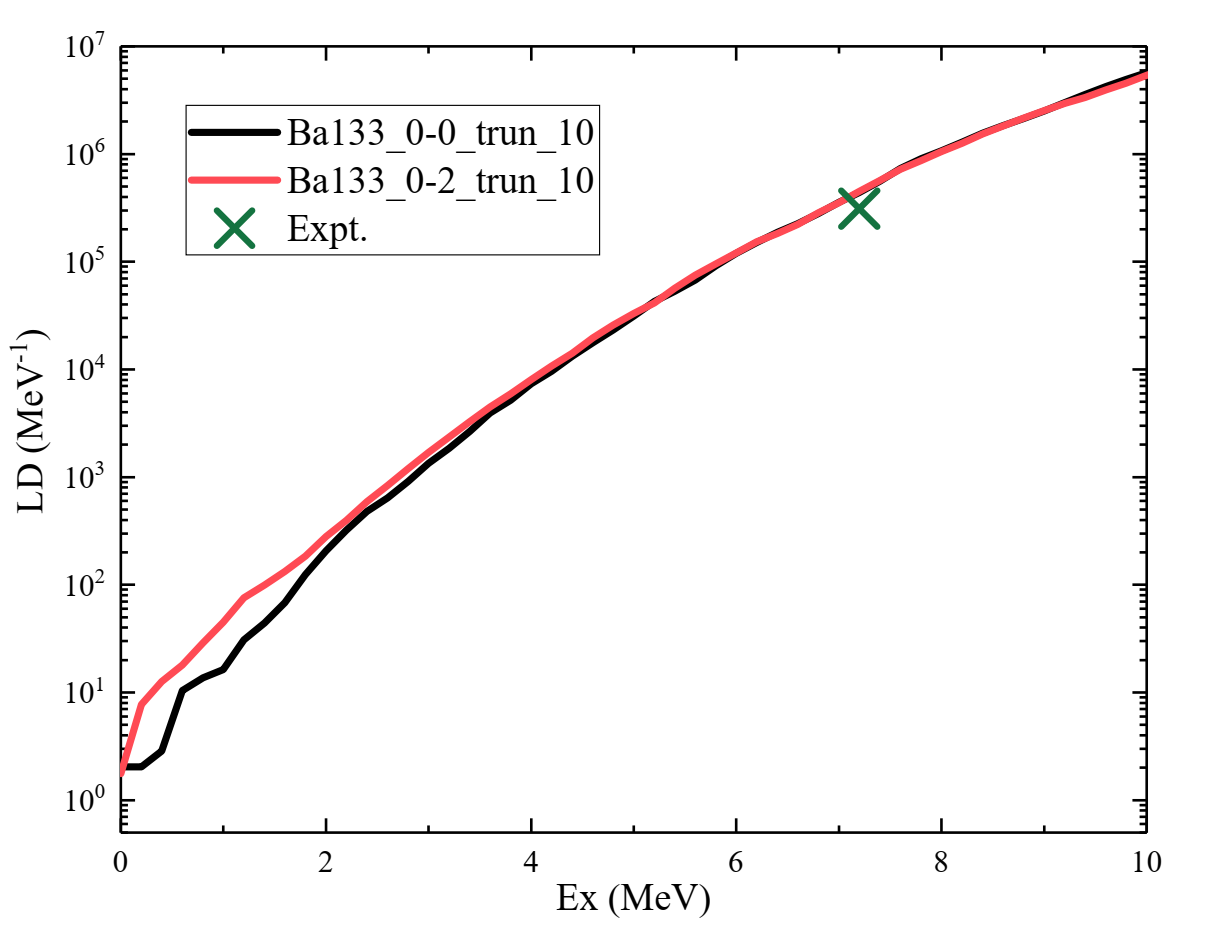 10⁷
10⁶
10⁵
10⁴
10³
10²
10¹
10⁰
LD (MeV⁻¹)
Ba133_0-0_trun_10
Ba133_0-2_trun_10
Expt.
0 2 4 6 8 10
Ex (MeV)